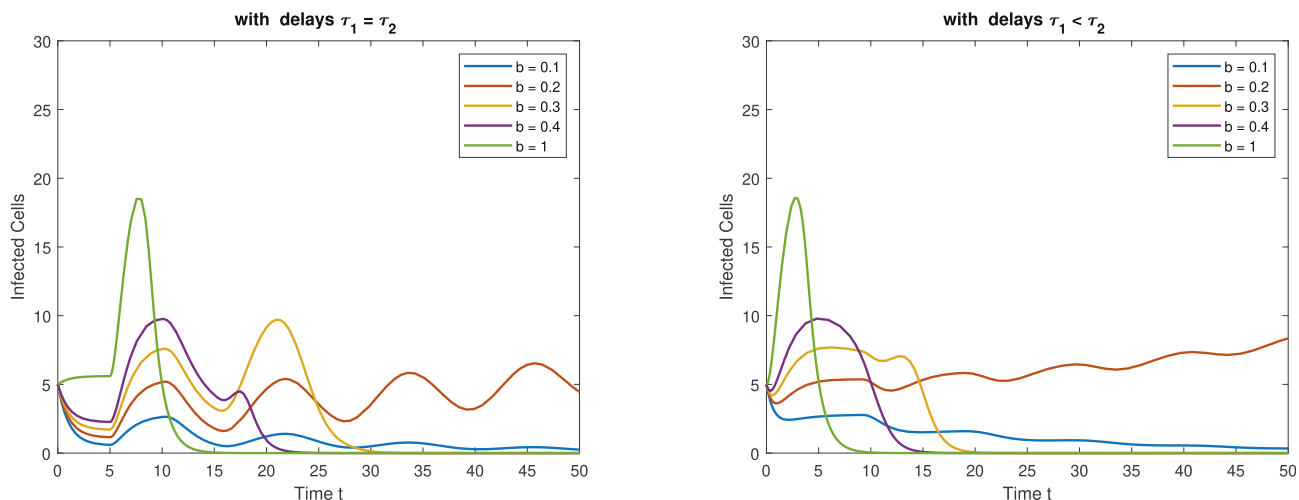 with delays τ1 = τ2
30
25
20
15
10
5
0
Infected Cells
b = 0.1
b = 0.2
b = 0.3
b = 0.4
b = 1
0 5 10 15 20 25 30 35 40 45 50
Time t
with delays τ1 < τ2
30
25
20
15
10
5
0
Infected Cells
b = 0.1
b = 0.2
b = 0.3
b = 0.4
b = 1
0 5 10 15 20 25 30 35 40 45 50
Time t